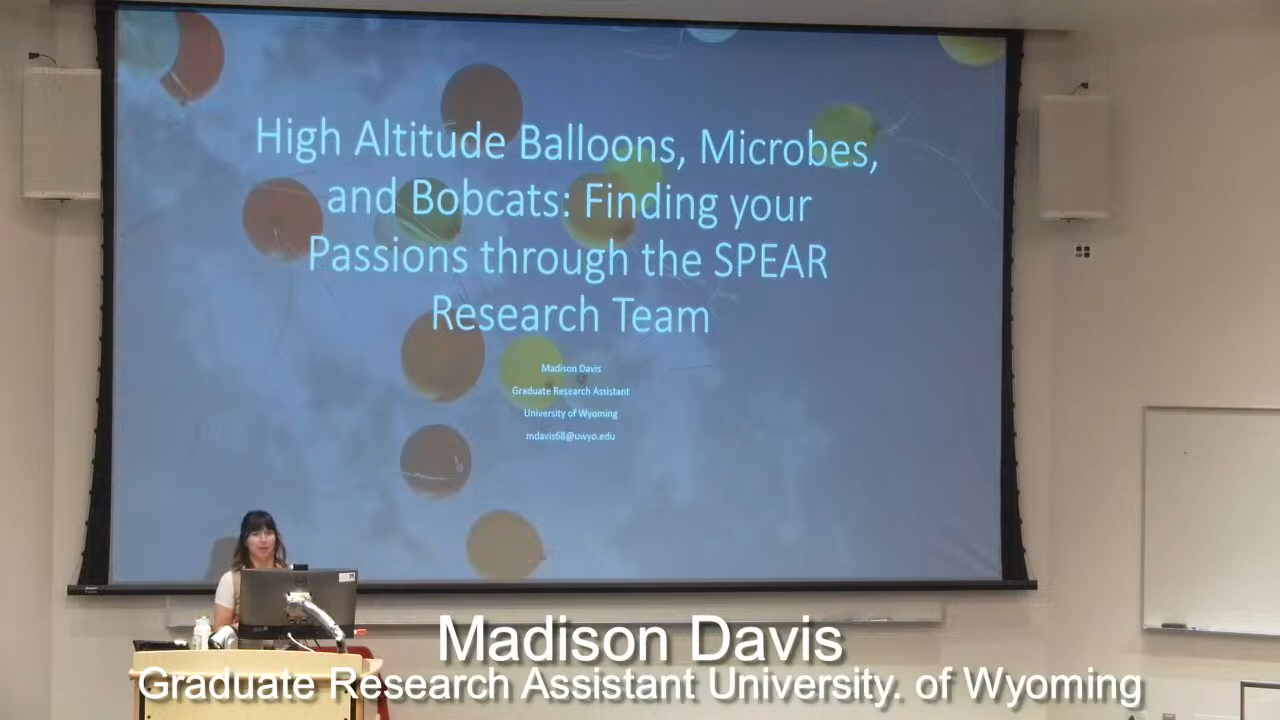 High Altitude Balloons, Microbes,
and Bobcats: Finding your
Passions through the SPEAR
Research Team
Madison Davis
Graduate Research Assistant
University of Wyoming
mdavis68@uwyo.edu
Madison Davis
Graduate Research Assistant University. of Wyoming